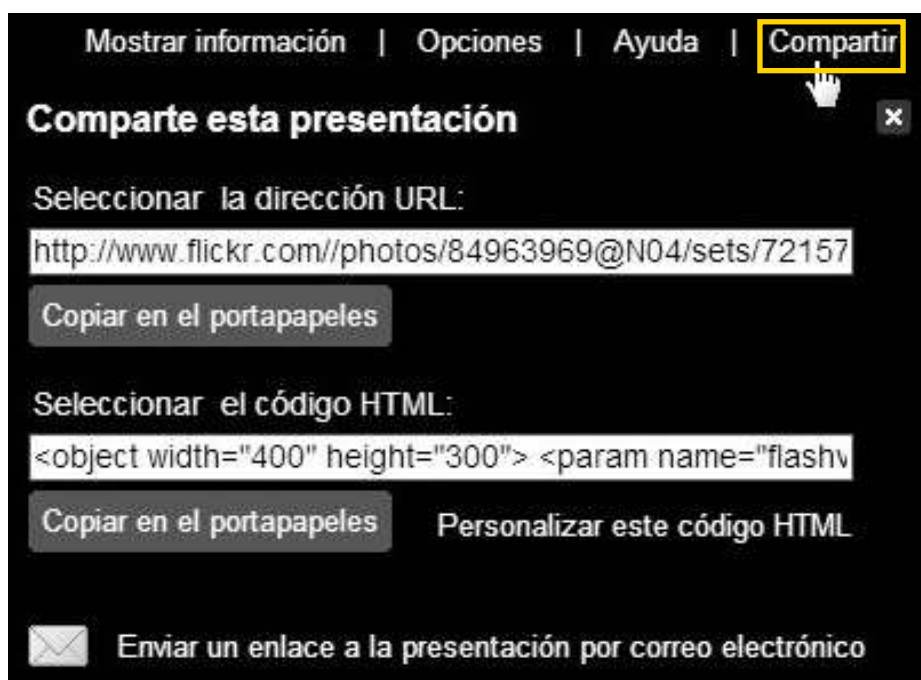 Mostrar información | Opciones | Ayuda | Compartir
Comparte esta presentación
Seleccionar la dirección URL:
http://www.flickr.com//photos/84963969@N04/sets/72157
Copiar en el portapapeles
Seleccionar el código HTML:
<object width="400" height="300"> <param name="flashv
Copiar en el portapapeles Personalizar este código HTML
Enviar un enlace a la presentación por correo electrónico